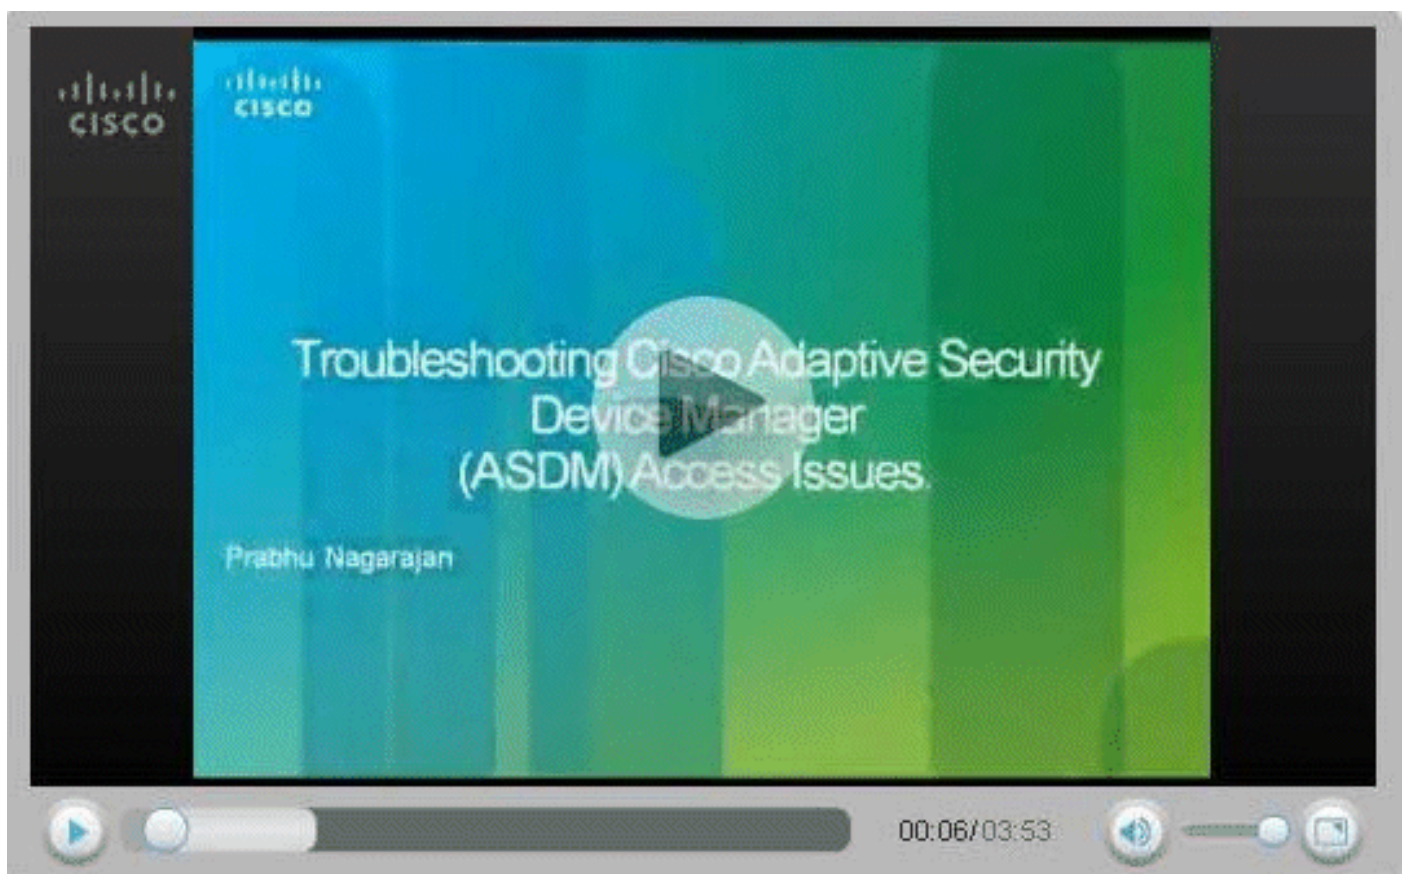 CISCO
CISCO
Troubleshooting Cisco Adaptive Security
Device Manager
(ASDM) Access Issues.
Prabhu Nagarajan
00:06/03:53